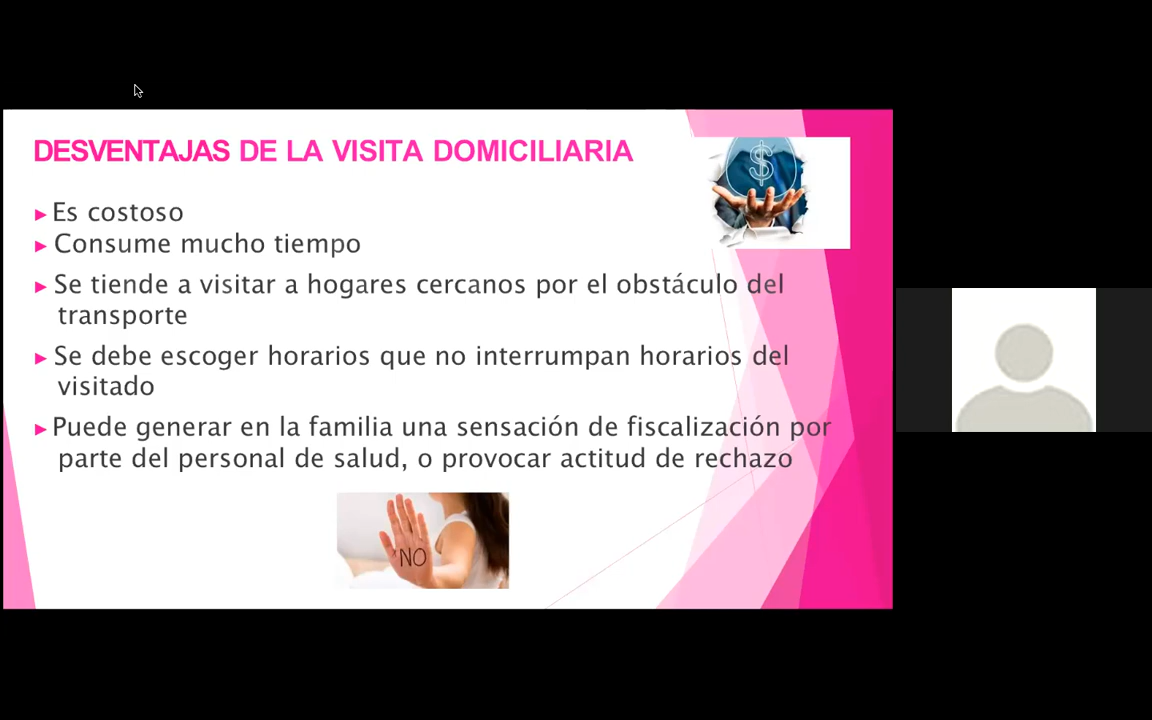 DESVENTAJAS DE LA VISITA DOMICILIARIA
Es costoso
Consume mucho tiempo
Se tiende a visitar a hogares cercanos por el obstáculo del
transporte
Se debe escoger horarios que no interrumpan horarios del
visitado
Puede generar en la familia una sensación de fiscalización por
parte del personal de salud, o provocar actitud de rechazo
NO